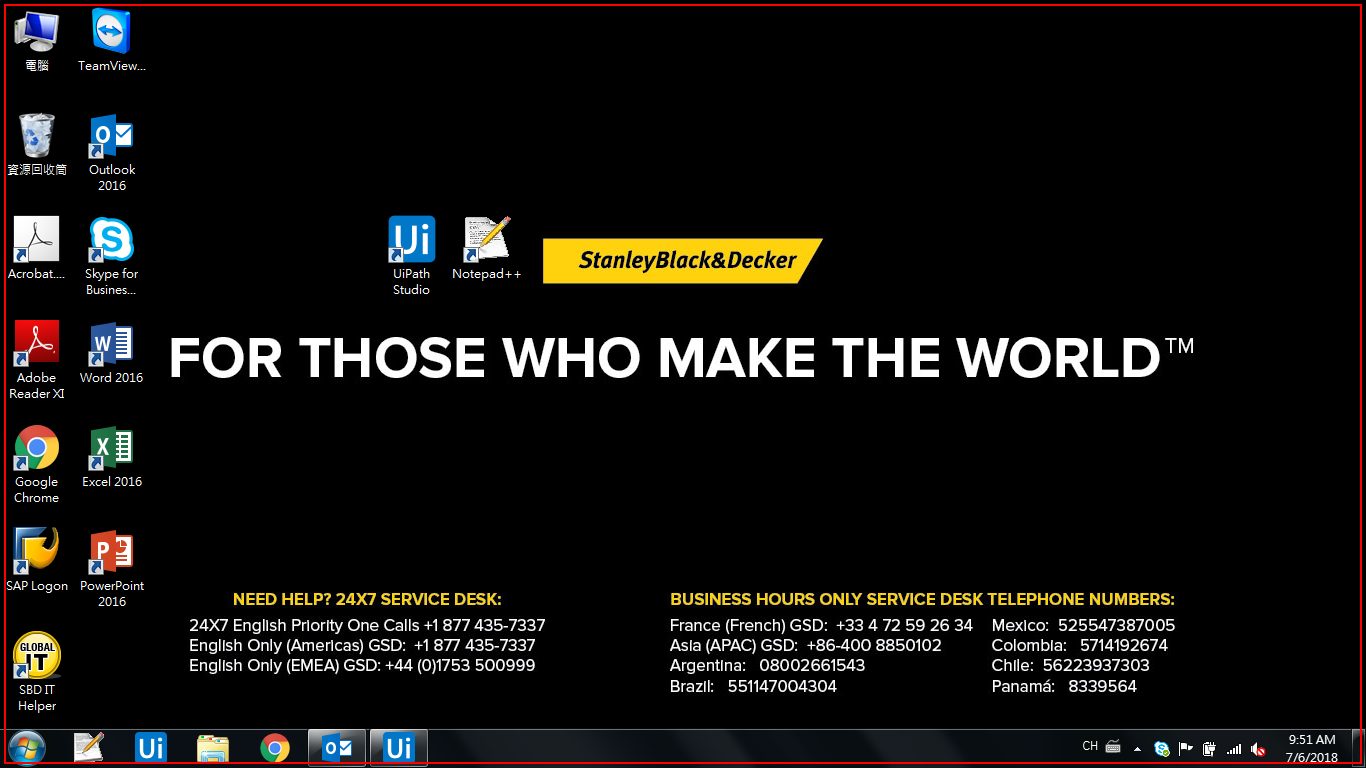 電腦
TeamView...
資源回收筒
Outlook
2016
Acrobat....
Skype for
Busines...
UiPath
Studio
Notepad++
StanleyBlack&Decker
FOR THOSE WHO MAKE THE WORLD™
Adobe
Reader XI
Word 2016
Google
Chrome
Excel 2016
SAP Logon
PowerPoint
2016
GLOBAL
IT
SBD IT
Helper
NEED HELP? 24X7 SERVICE DESK:
24X7 English Priority One Calls +1 877 435-7337
English Only (Americas) GSD: +1 877 435-7337
English Only (EMEA) GSD: +44 (0)1753 500999
BUSINESS HOURS ONLY SERVICE DESK TELEPHONE NUMBERS:
France (French) GSD: +33 4 72 59 26 34 Mexico: 525547387005
Asia (APAC) GSD: +86-400 8850102 Colombia: 5714192674
Argentina: 08002661543 Chile: 56223937303
Brazil: 551147004304 Panamá: 8339564
CH
9:51 AM
7/6/2018